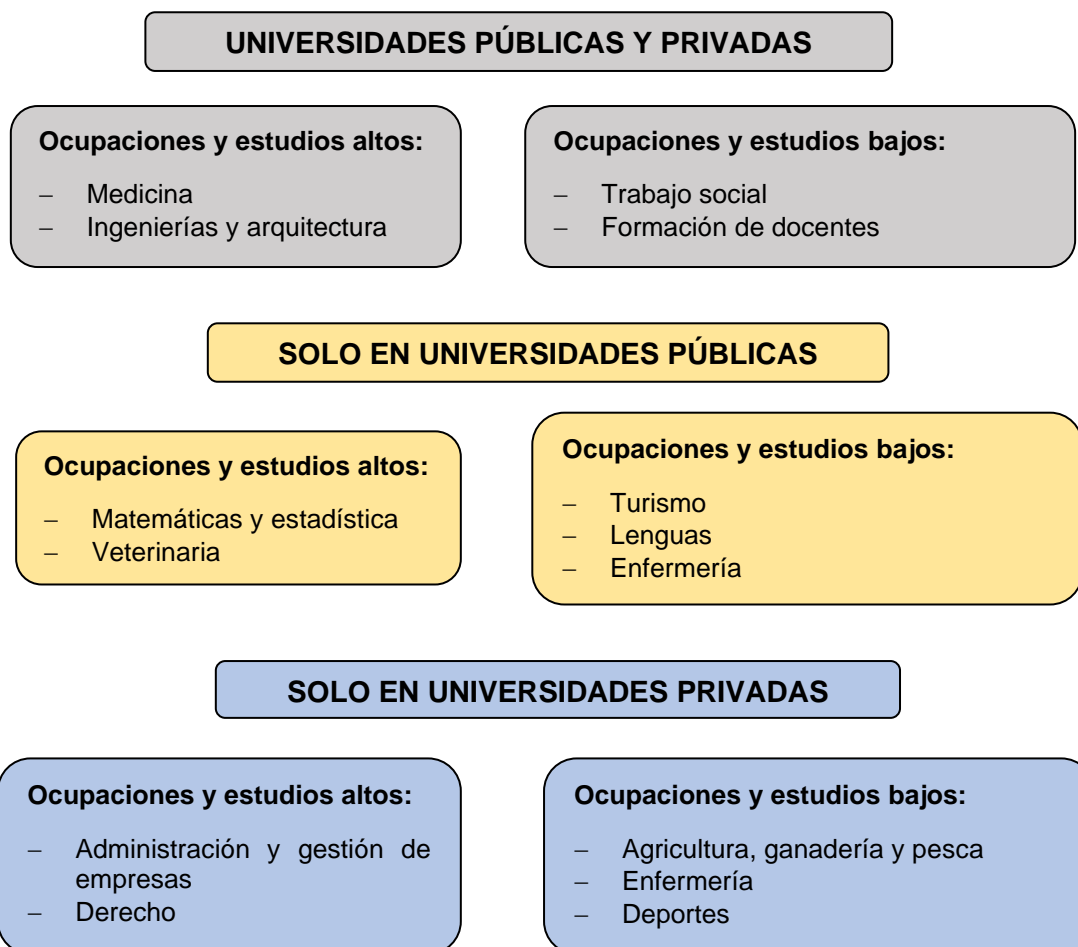 UNIVERSIDADES PÚBLICAS Y PRIVADAS
Ocupaciones y estudios altos:
– Medicina
– Ingenierías y arquitectura
Ocupaciones y estudios bajos:
– Trabajo social
– Formación de docentes
SOLO EN UNIVERSIDADES PÚBLICAS
Ocupaciones y estudios altos:
– Matemáticas y estadística
– Veterinaria
Ocupaciones y estudios bajos:
– Turismo
– Lenguas
– Enfermería
SOLO EN UNIVERSIDADES PRIVADAS
Ocupaciones y estudios altos:
– Administración y gestión de
empresas
– Derecho
Ocupaciones y estudios bajos:
– Agricultura, ganadería y pesca
– Enfermería
– Deportes